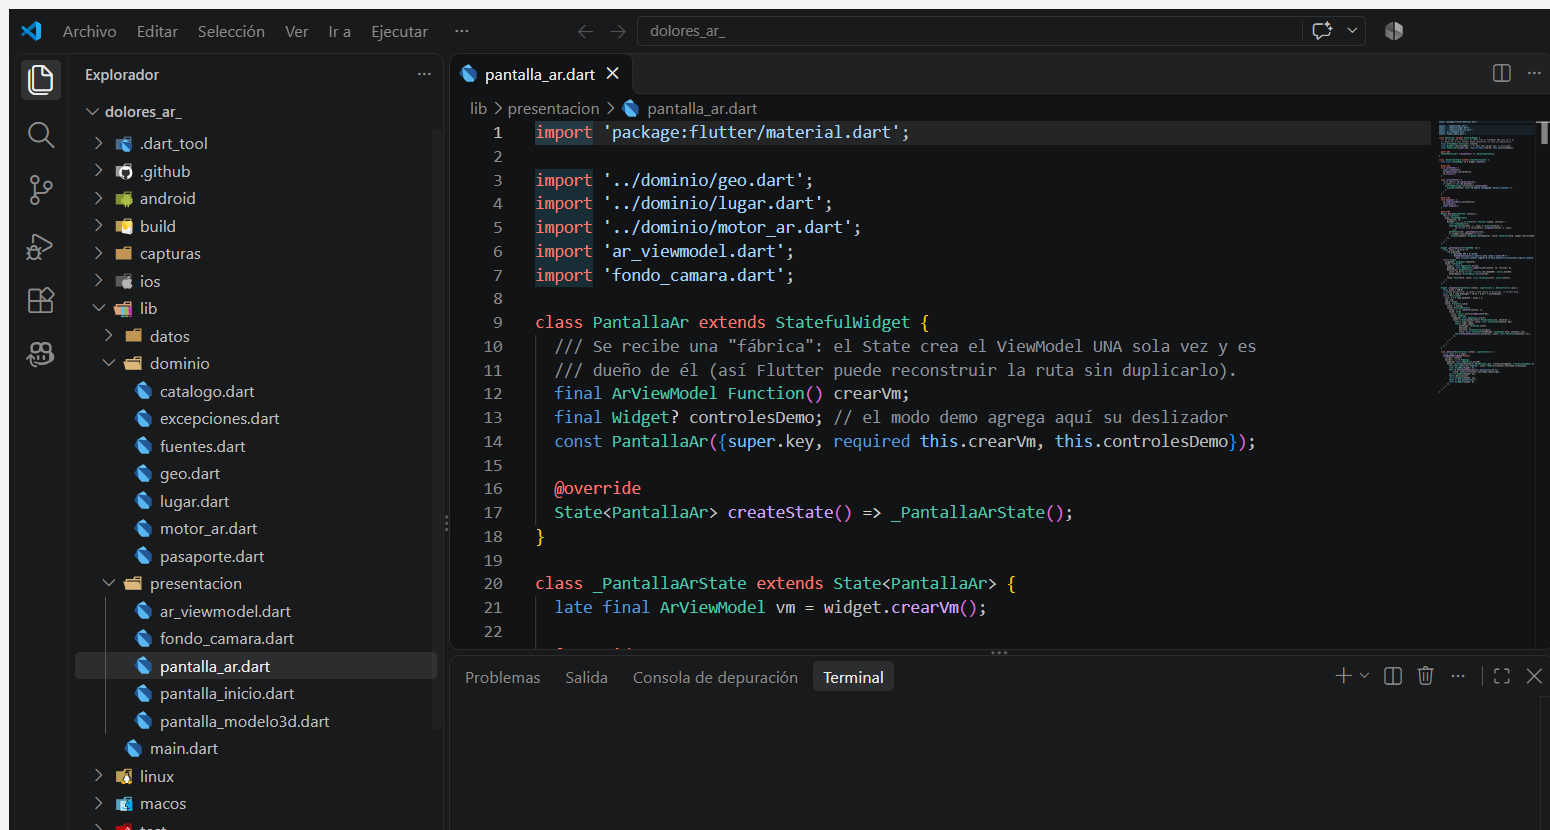 Archivo Editar Selección Ver Ir a Ejecutar ··· dolores_ar_
Explorador ···
dolores_ar_
.dart_tool
.github
android
build
capturas
ios
lib
datos
dominio
catalogo.dart
excepciones.dart
fuentes.dart
geo.dart
lugar.dart
motor_ar.dart
pasaporte.dart
presentacion
ar_viewmodel.dart
fondo_camara.dart
pantalla_ar.dart
pantalla_inicio.dart
pantalla_modelo3d.dart
main.dart
linux
macos
test
pantalla_ar.dart
lib > presentacion > pantalla_ar.dart
1 import 'package:flutter/material.dart';
2
3 import '../dominio/geo.dart';
4 import '../dominio/lugar.dart';
5 import '../dominio/motor_ar.dart';
6 import 'ar_viewmodel.dart';
7 import 'fondo_camara.dart';
8
9 class PantallaAr extends StatefulWidget {
10 /// Se recibe una "fábrica": el State crea el ViewModel UNA sola vez y es
11 /// dueño de él (así Flutter puede reconstruir la ruta sin duplicarlo).
12 final ArViewModel Function() crearVm;
13 final Widget? controlesDemo; // el modo demo agrega aquí su deslizador
14 const PantallaAr({super.key, required this.crearVm, this.controlesDemo});
15
16 @override
17 State<PantallaAr> createState() => _PantallaArState();
18 }
19
20 class _PantallaArState extends State<PantallaAr> {
21 late final ArViewModel vm = widget.crearVm();
22
Problemas Salida Consola de depuración Terminal